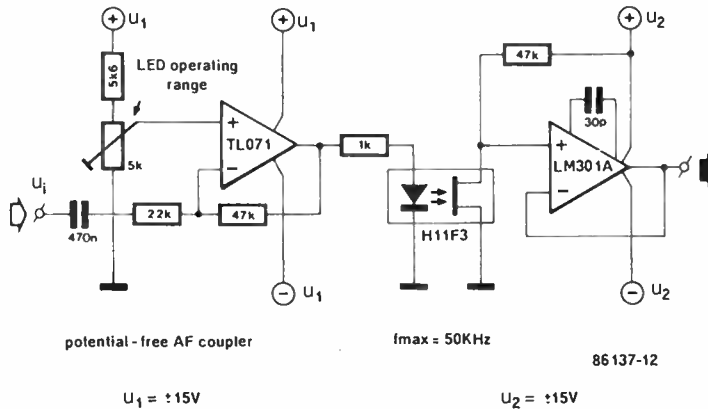 u1
u1
u2
5k6
LED operating
range
47k
30p
+
TL071
-
1k
+
LM301A
-
5k
ui
22k
47k
470n
H11F3
u1
u2
potential-free AF coupler
fmax = 50KHz
86137-12
u1 = ±15V
u2 = ±15V